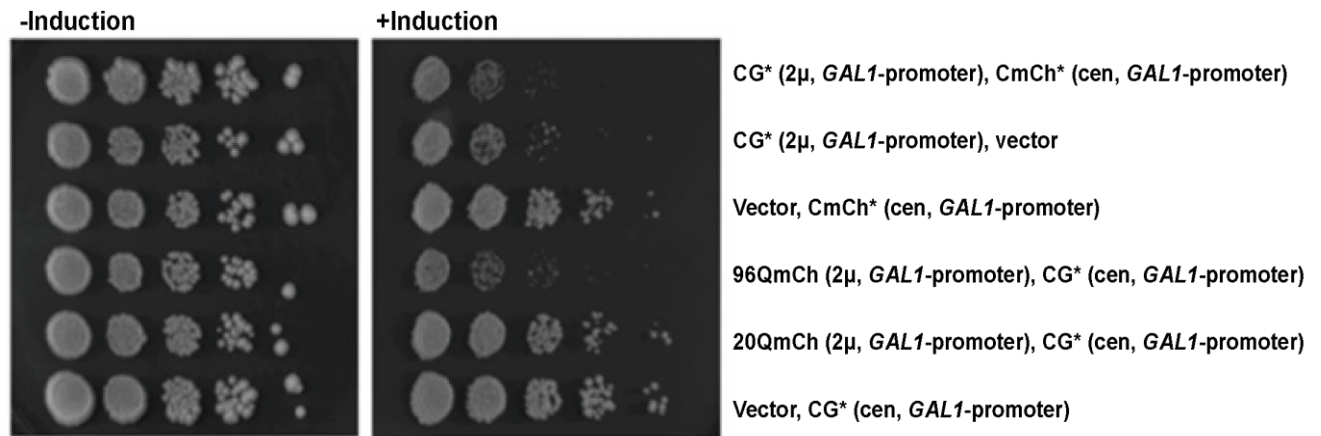 -Induction
+Induction
CG* (2µ, GAL1-promoter), CmCh* (cen, GAL1-promoter)
CG* (2µ, GAL1-promoter), vector
Vector, CmCh* (cen, GAL1-promoter)
96QmCh (2µ, GAL1-promoter), CG* (cen, GAL1-promoter)
20QmCh (2µ, GAL1-promoter), CG* (cen, GAL1-promoter)
Vector, CG* (cen, GAL1-promoter)